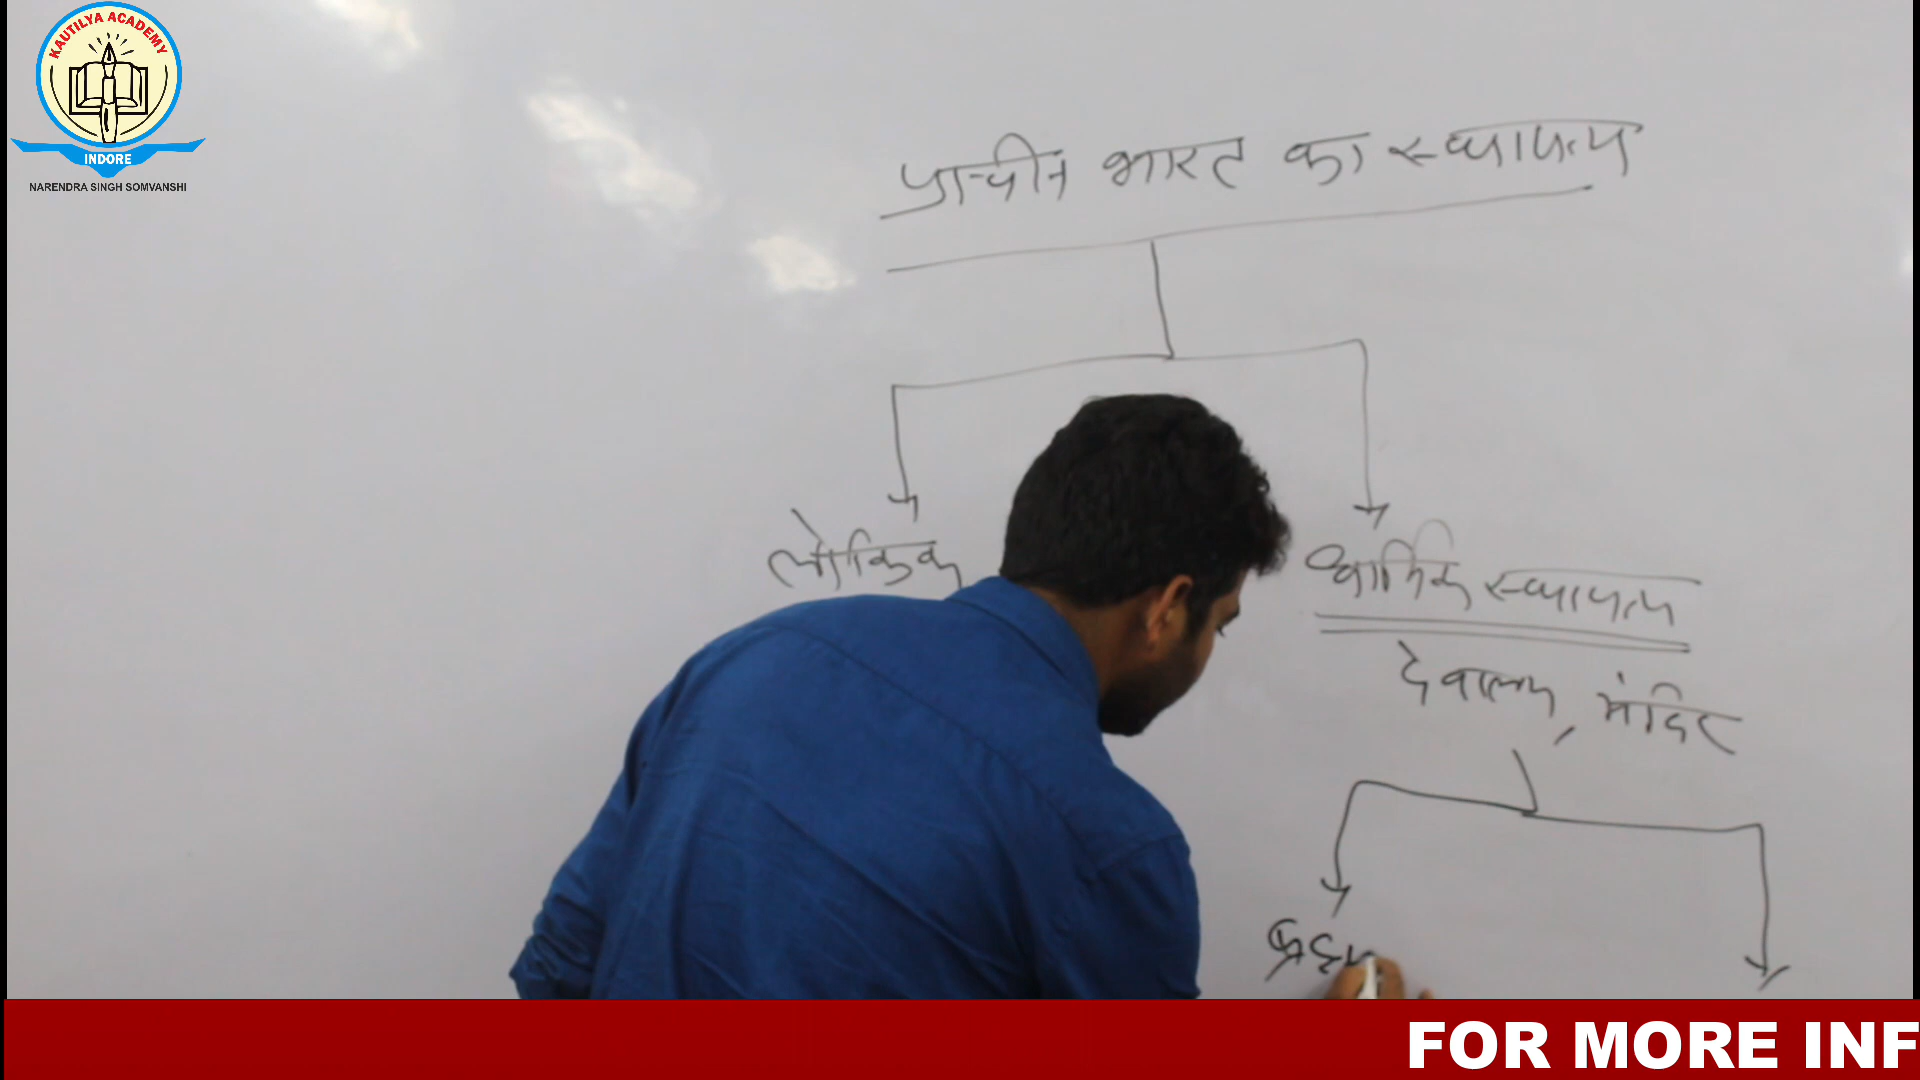 KAUTILYA ACADEMY
INDORE
NARENDRA SINGH SOMVANSHI
प्राचीन भारत का स्थापत्य
लौकिक
धार्मिक स्थापत्य
देवालय, मंदिर
FOR MORE INF